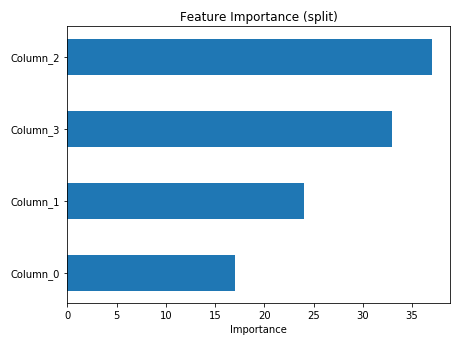 Feature Importance (split)
Column_2
Column_3
Column_1
Column_0
0 5 10 15 20 25 30 35
Importance